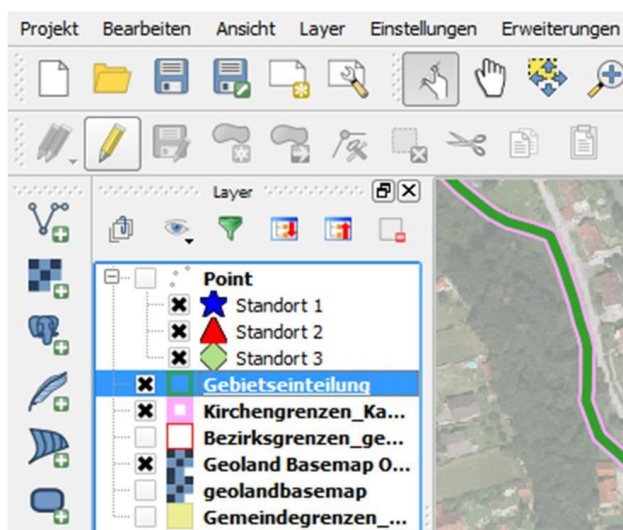 Projekt Bearbeiten Ansicht Layer Einstellungen Erweiterungen
Layer
Point
Standort 1
Standort 2
Standort 3
Gebietseinteilung
Kirchengrenzen_Ka...
Bezirksgrenzen_ge...
Geoland Basemap O...
geolandbasemap
Gemeindegrenzen_...